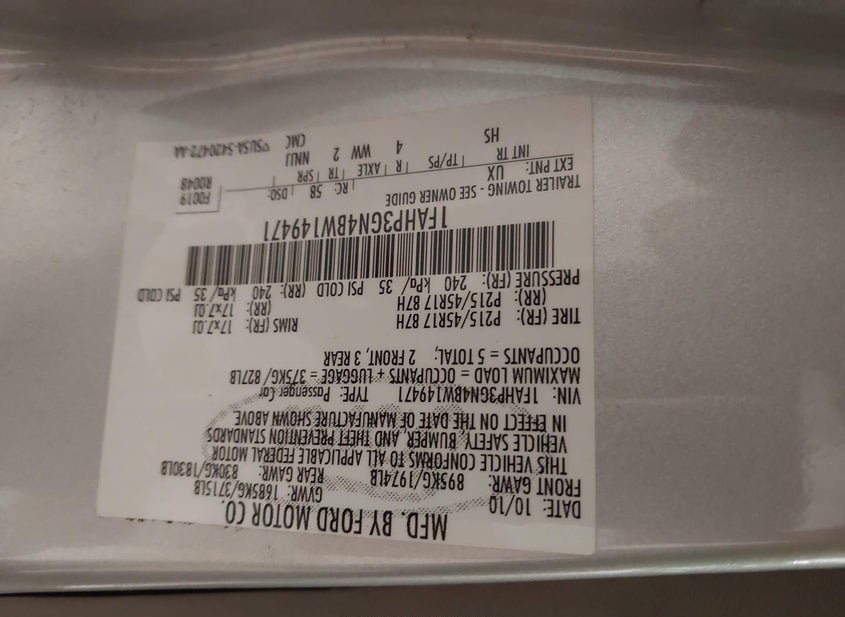 MFD. BY FORD MOTOR CO.
DATE: 10/10 GVWR: 1685KG/3715LB
FRONT GAWR: 895KG/1974LB REAR GAWR: 830KG/1830LB
THIS VEHICLE CONFORMS TO ALL APPLICABLE FEDERAL MOTOR
VEHICLE SAFETY, BUMPER, AND THEFT PREVENTION STANDARDS
IN EFFECT ON THE DATE OF MANUFACTURE SHOWN ABOVE
VIN: 1FAHP3GN4BW149471 TYPE: Passenger Car
MAXIMUM LOAD = OCCUPANTS + LUGGAGE = 375KG/827LB
OCCUPANTS = 5 TOTAL; 2 FRONT, 3 REAR
TIRE (FR): P215/45R17 87H RIMS (FR): 17x7.0J
(RR): P215/45R17 87H (RR): 17x7.0J
PRESSURE (FR): 240 kPa/35 PSI COLD (RR): 240 kPa/35 PSI COLD
1FAHP3GN4BW149471
TRAILER TOWING - SEE OWNER GUIDE
EXT PNT: UX RC: 58 DSO: F0019
R0048
INT TR TP/PS R AXLE TR SPR
HS 4 WW 2 NNJJ
CMC 5U5A-5420472-AA